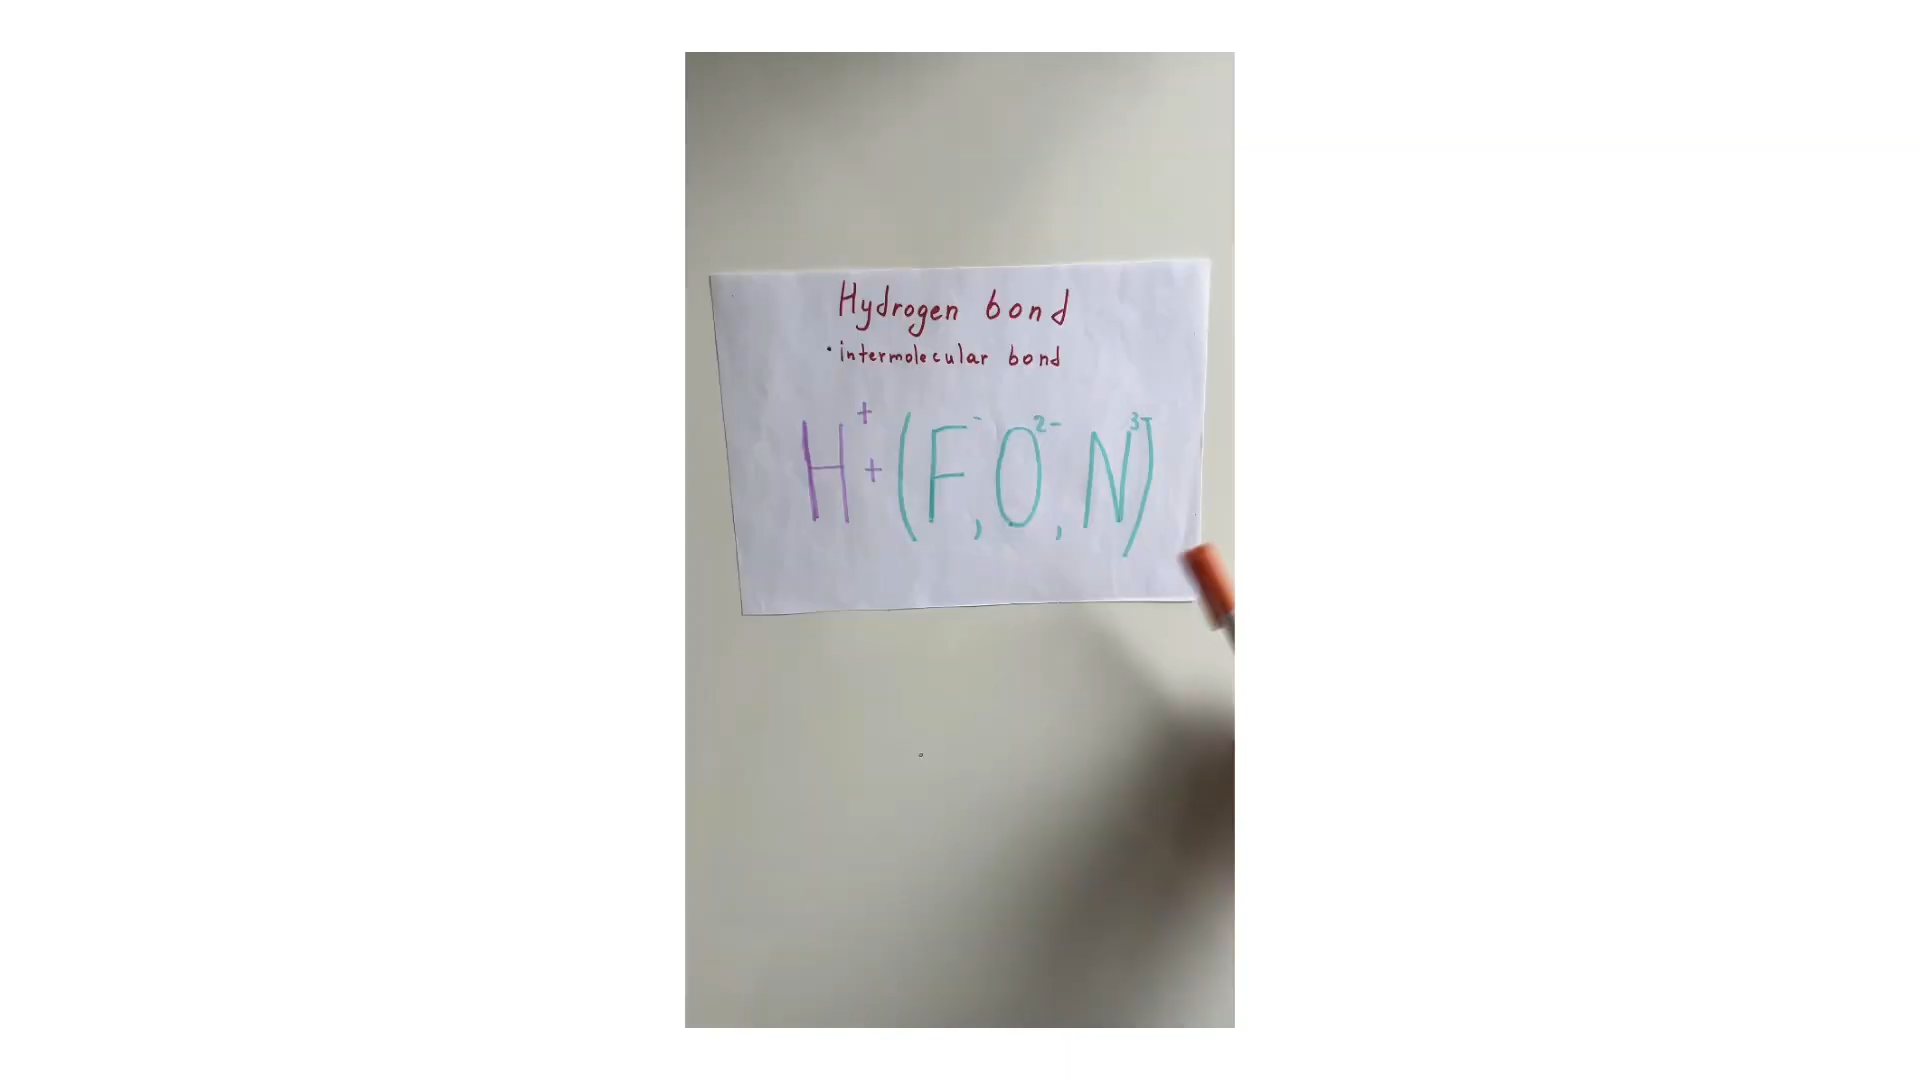 Hydrogen bond
· intermolecular bond
H⁺ + (F⁻, O²⁻, N³⁻)